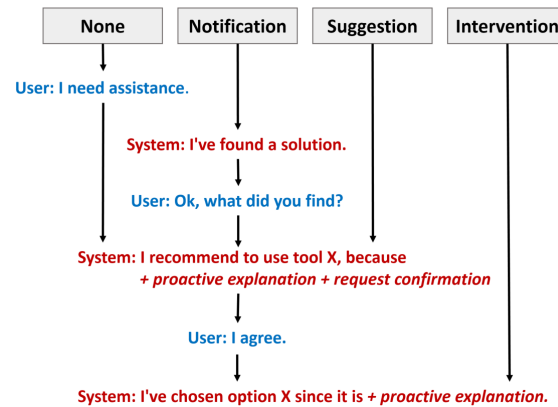 None Notification Suggestion Intervention
User: I need assistance.
System: I've found a solution.
User: Ok, what did you find?
System: I recommend to use tool X, because
+ proactive explanation + request confirmation
User: I agree.
System: I've chosen option X since it is + proactive explanation.